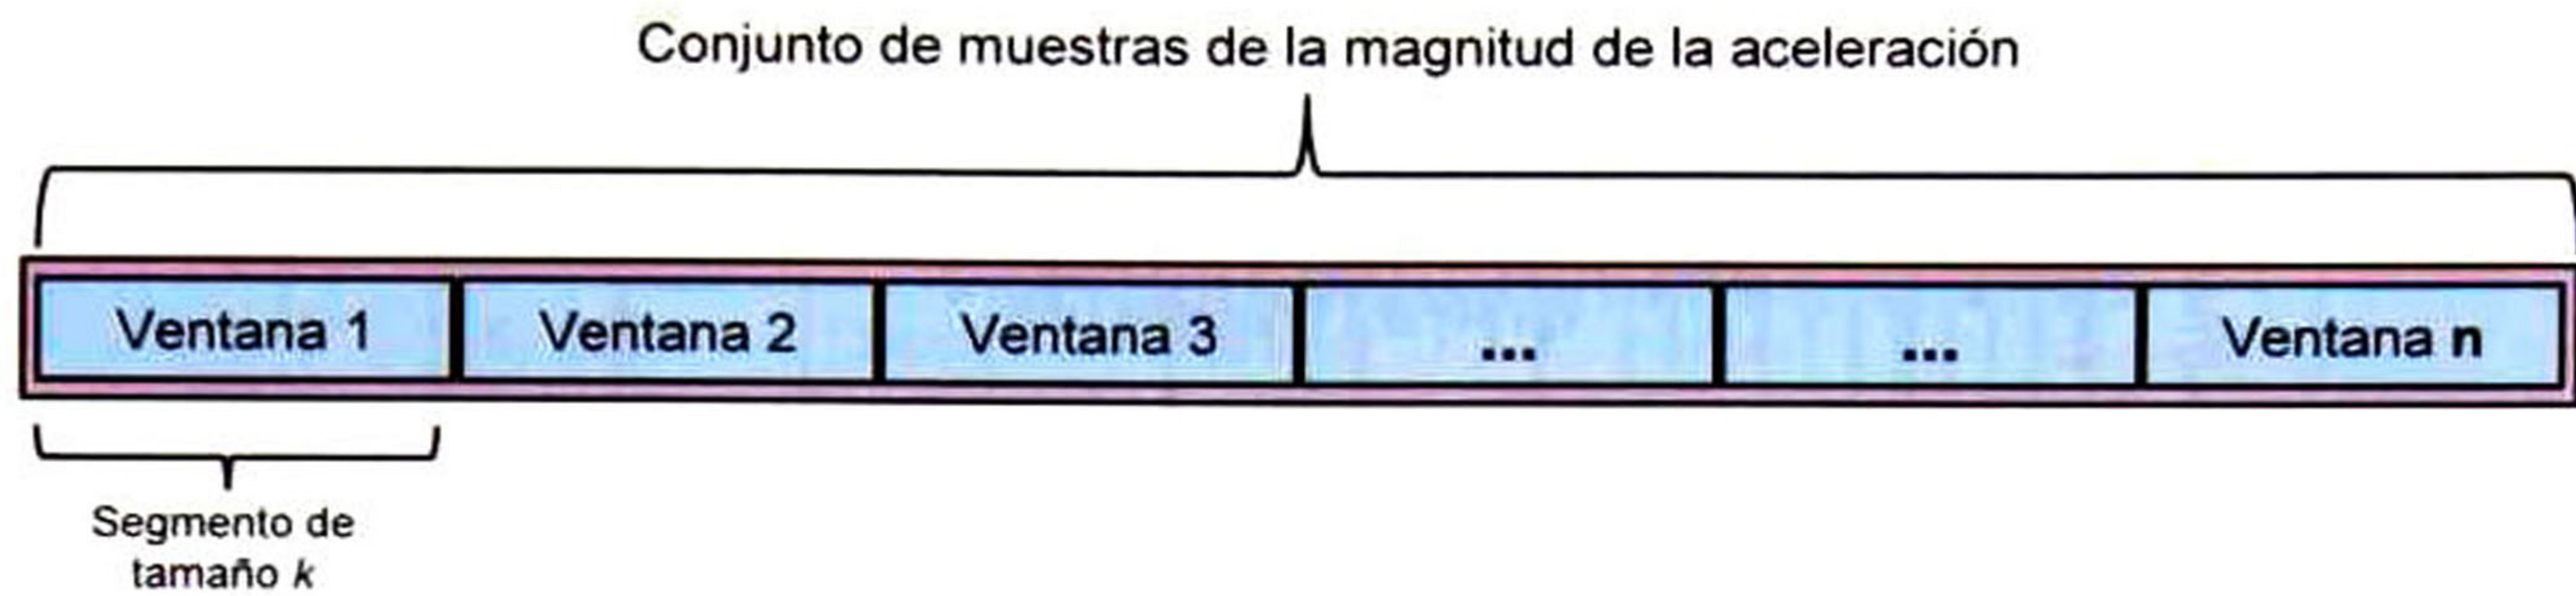 Conjunto de muestras de la magnitud de la aceleración
Ventana 1
Ventana 2
Ventana 3
...
...
Ventana n
Segmento de
tamaño k